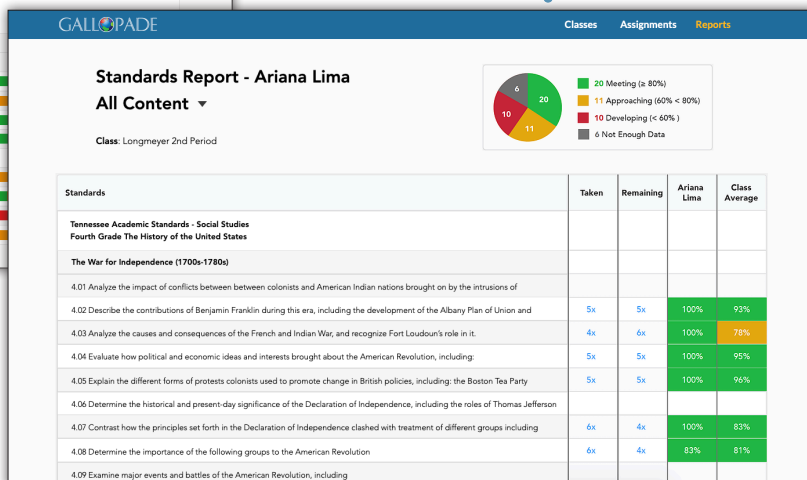 GALLOPADE
Classes Assignments Reports
Standards Report - Ariana Lima
All Content
Class: Longmeyer 2nd Period
20
11
10
6
20 Meeting (≥ 80%)
11 Approaching (60% < 80%)
10 Developing (< 60% )
6 Not Enough Data
Standards Taken Remaining Ariana Lima Class Average
Tennessee Academic Standards - Social Studies
Fourth Grade The History of the United States
The War for Independence (1700s-1780s)
4.01 Analyze the impact of conflicts between between colonists and American Indian nations brought on by the intrusions of
4.02 Describe the contributions of Benjamin Franklin during this era, including the development of the Albany Plan of Union and 5x 5x 100% 93%
4.03 Analyze the causes and consequences of the French and Indian War, and recognize Fort Loudoun's role in it. 4x 6x 100% 78%
4.04 Evaluate how political and economic ideas and interests brought about the American Revolution, including: 5x 5x 100% 95%
4.05 Explain the different forms of protests colonists used to promote change in British policies, including: the Boston Tea Party 5x 5x 100% 96%
4.06 Determine the historical and present-day significance of the Declaration of Independence, including the roles of Thomas Jefferson
4.07 Contrast how the principles set forth in the Declaration of Independence clashed with treatment of different groups including 6x 4x 100% 83%
4.08 Determine the importance of the following groups to the American Revolution 6x 4x 83% 81%
4.09 Examine major events and battles of the American Revolution, including